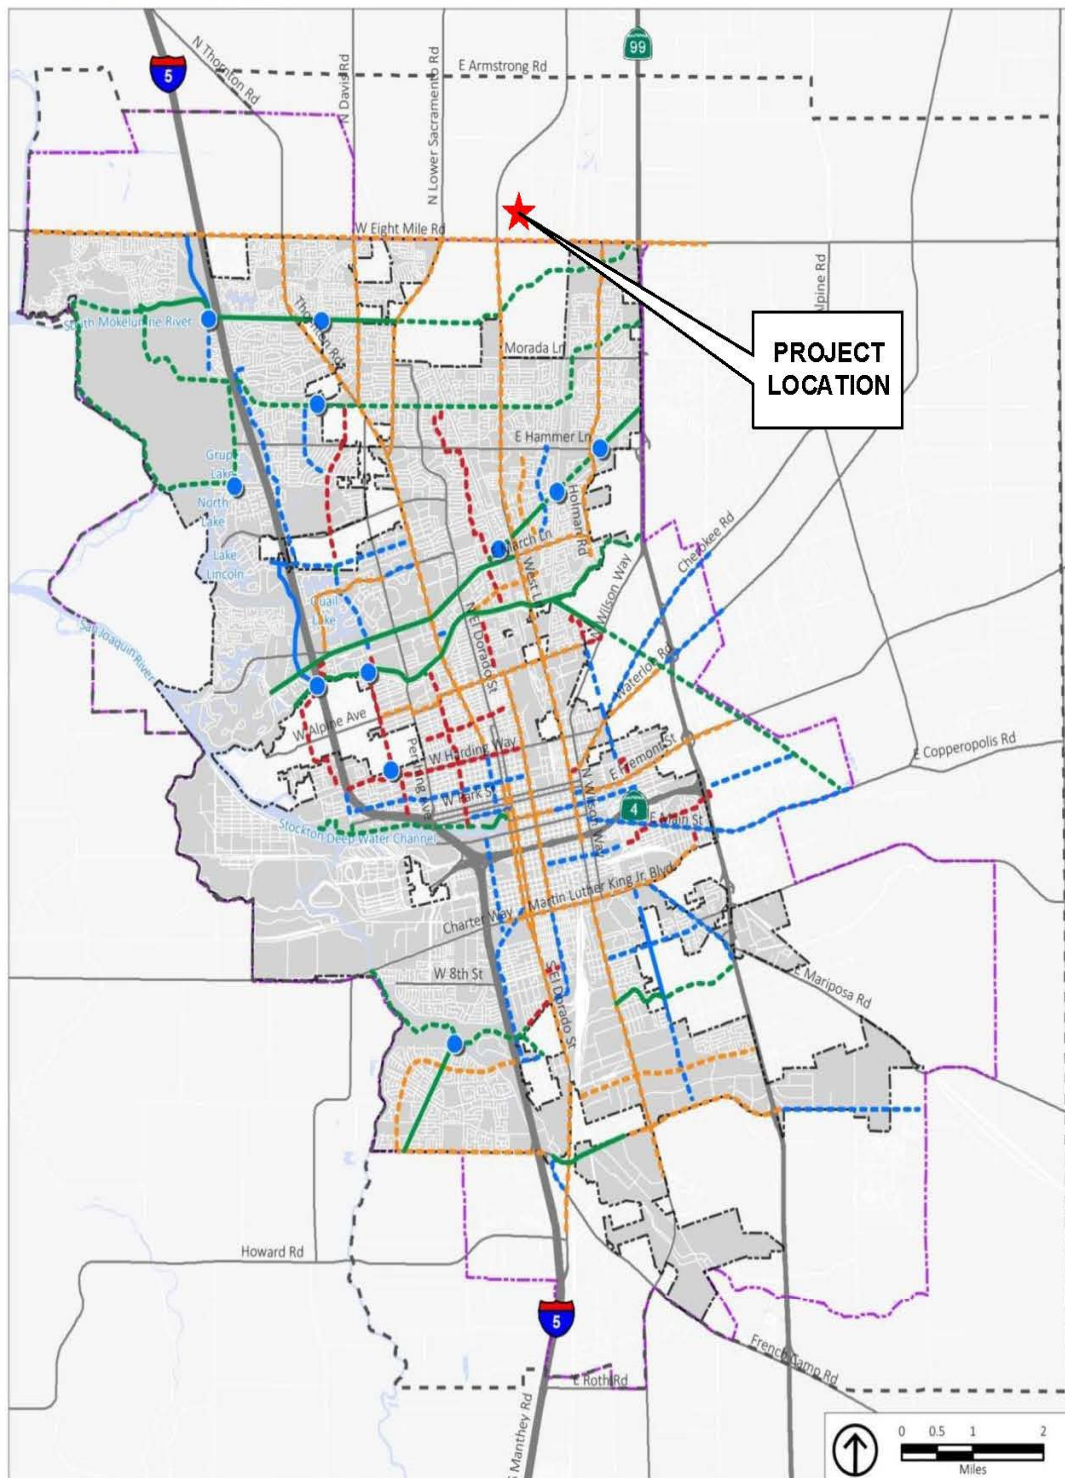 99
5
N Thornton Rd
N Davis Rd
N Lower Sacramento Rd
E Armstrong Rd
W Eight Mile Rd
Alpine Rd
PROJECT
LOCATION
Thornton Rd
Morada Ln
E Hammer Ln
Holman Rd
North
Lake
Lake
Lincoln
Quail
Lake
March Ln
West Ln
N Wilson Way
Cherokee Rd
Waterloo Rd
San Joaquin River
N El Dorado St
W Alpine Ave
Pershing Ave
W Harding Way
W Park St
E Fremont St
E Copperopolis Rd
N Wilson Way
4
E Main St
Stockton Deep Water Channel
Martin Luther King Jr. Blvd
Charter Way
W 8th St
S El Dorado St
E Mariposa Rd
Howard Rd
5
French Camp Rd
E Roth Rd
S Manthey Rd
0 0.5 1 2
Miles